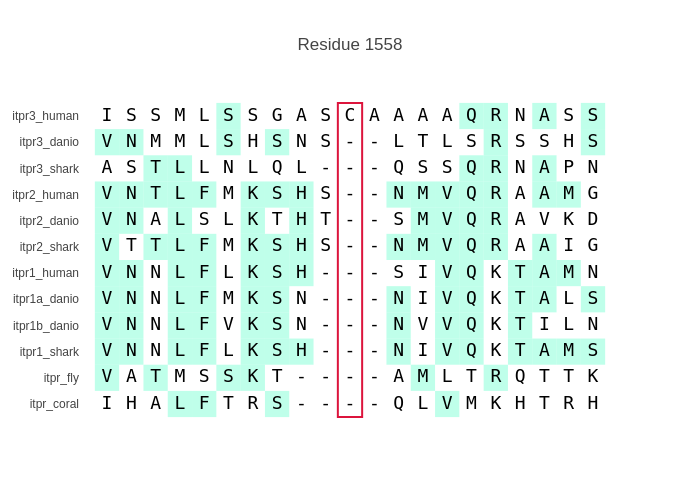 Residue 1558
itpr3_human I S S M L S S G A S C A A A A Q R N A S S
itpr3_danio V N M M L S H S N S - - L T L S R S S H S
itpr3_shark A S T L L N L Q L - - - Q S S Q R N A P N
itpr2_human V N T L F M K S H S - - N M V Q R A A M G
itpr2_danio V N A L S L K T H T - - S M V Q R A V K D
itpr2_shark V T T L F M K S H S - - N M V Q R A A I G
itpr1_human V N N L F L K S H - - - S I V Q K T A M N
itpr1a_danio V N N L F M K S N - - - N I V Q K T A L S
itpr1b_danio V N N L F V K S N - - - N V V Q K T I L N
itpr1_shark V N N L F L K S H - - - N I V Q K T A M S
itpr_fly V A T M S S K T - - - - A M L T R Q T T K
itpr_coral I H A L F T R S - - - - Q L V M K H T R H